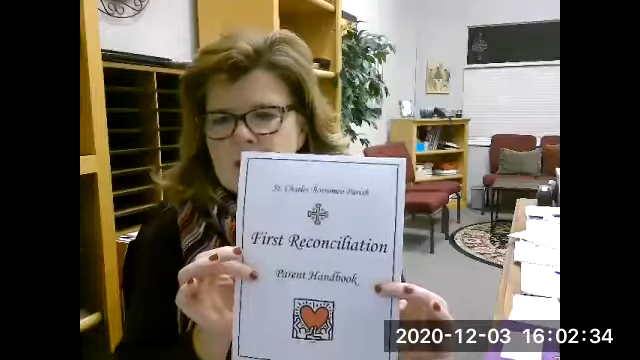 St. Charles Borromeo Parish
First Reconciliation
Parent Handbook
2020-12-03 16:02:34